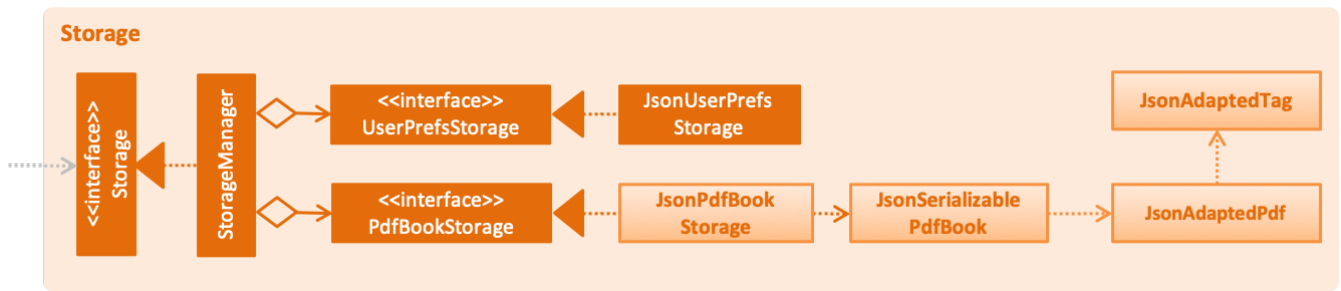 Storage
<<interface>>
Storage
StorageManager
<<interface>>
UserPrefsStorage
JsonUserPrefs
Storage
<<interface>>
PdfBookStorage
JsonPdfBook
Storage
JsonSerializable
PdfBook
JsonAdaptedTag
JsonAdaptedPdf